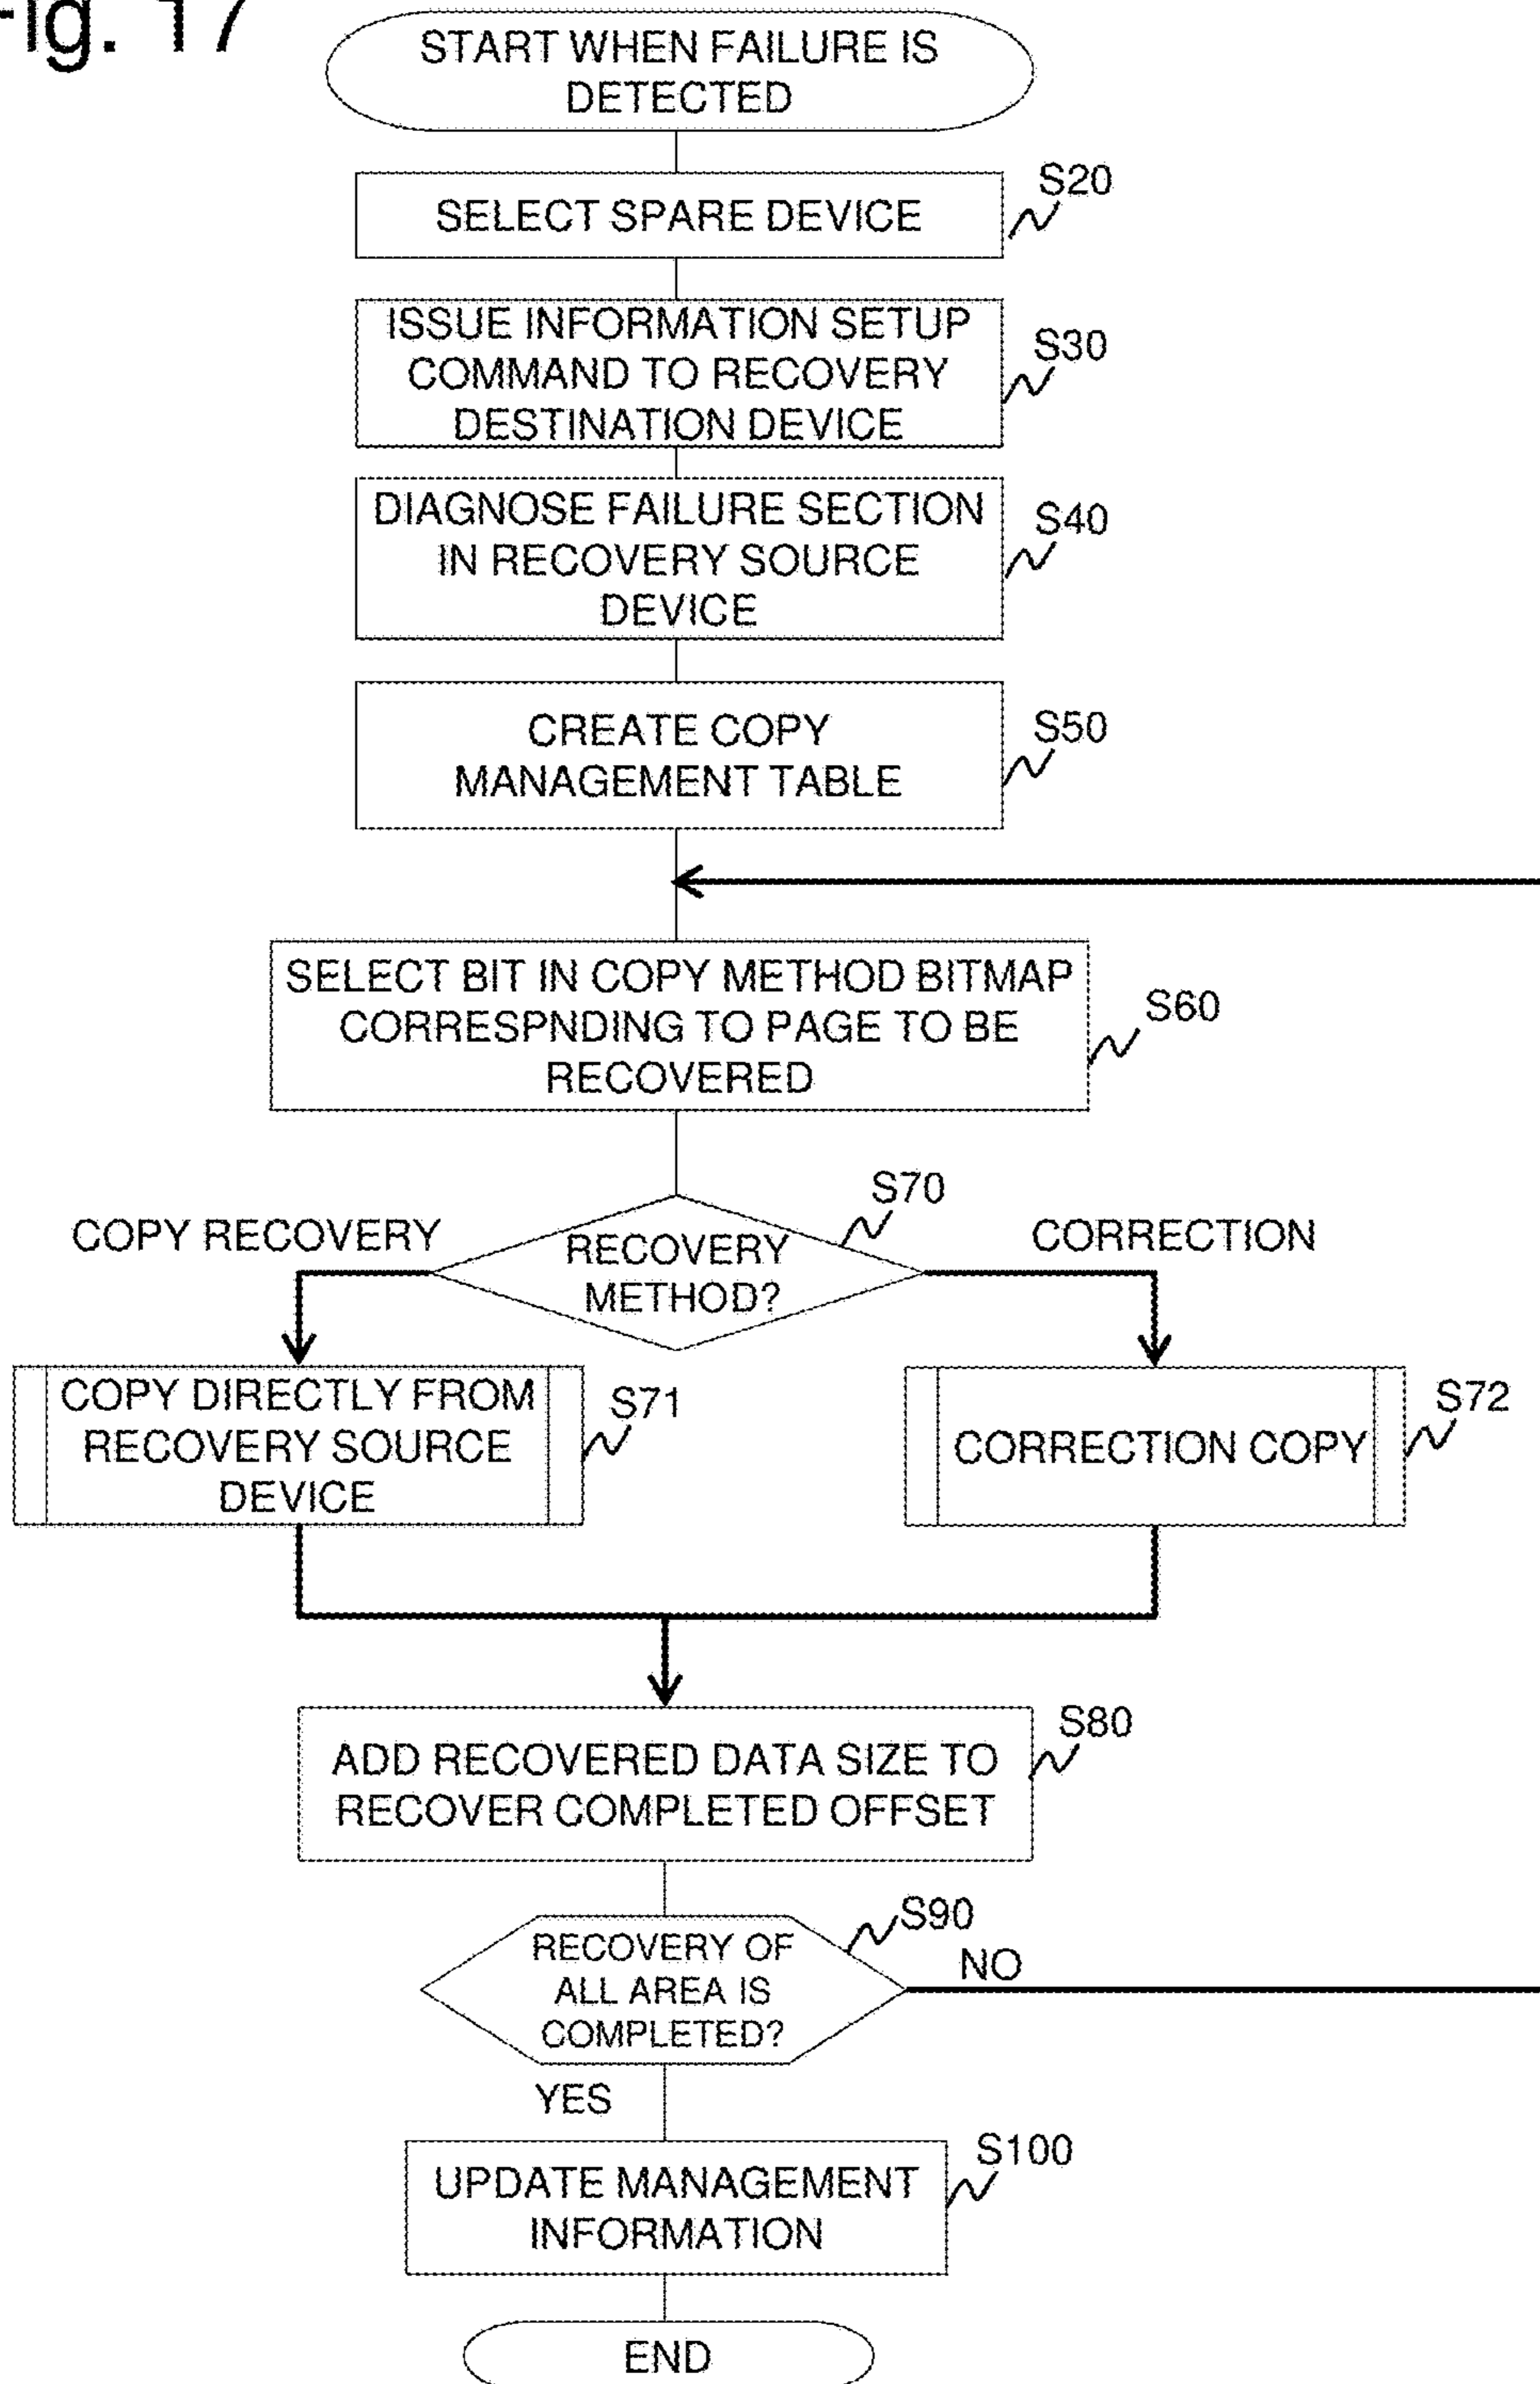 Fig. 17
START WHEN FAILURE IS
DETECTED
S20
SELECT SPARE DEVICE
ISSUE INFORMATION SETUP
COMMAND TO RECOVERY
DESTINATION DEVICE
S30
DIAGNOSE FAILURE SECTION
IN RECOVERY SOURCE
DEVICE
S40
CREATE COPY
MANAGEMENT TABLE
S50
SELECT BIT IN COPY METHOD BITMAP
CORRESPNDING TO PAGE TO BE
RECOVERED
S60
S70
COPY RECOVERY
RECOVERY
METHOD?
CORRECTION
COPY DIRECTLY FROM
RECOVERY SOURCE
DEVICE
S71
CORRECTION COPY
S72
S80
ADD RECOVERED DATA SIZE TO
RECOVER COMPLETED OFFSET
S90
RECOVERY OF
ALL AREA IS
COMPLETED?
NO
YES
S100
UPDATE MANAGEMENT
INFORMATION
END